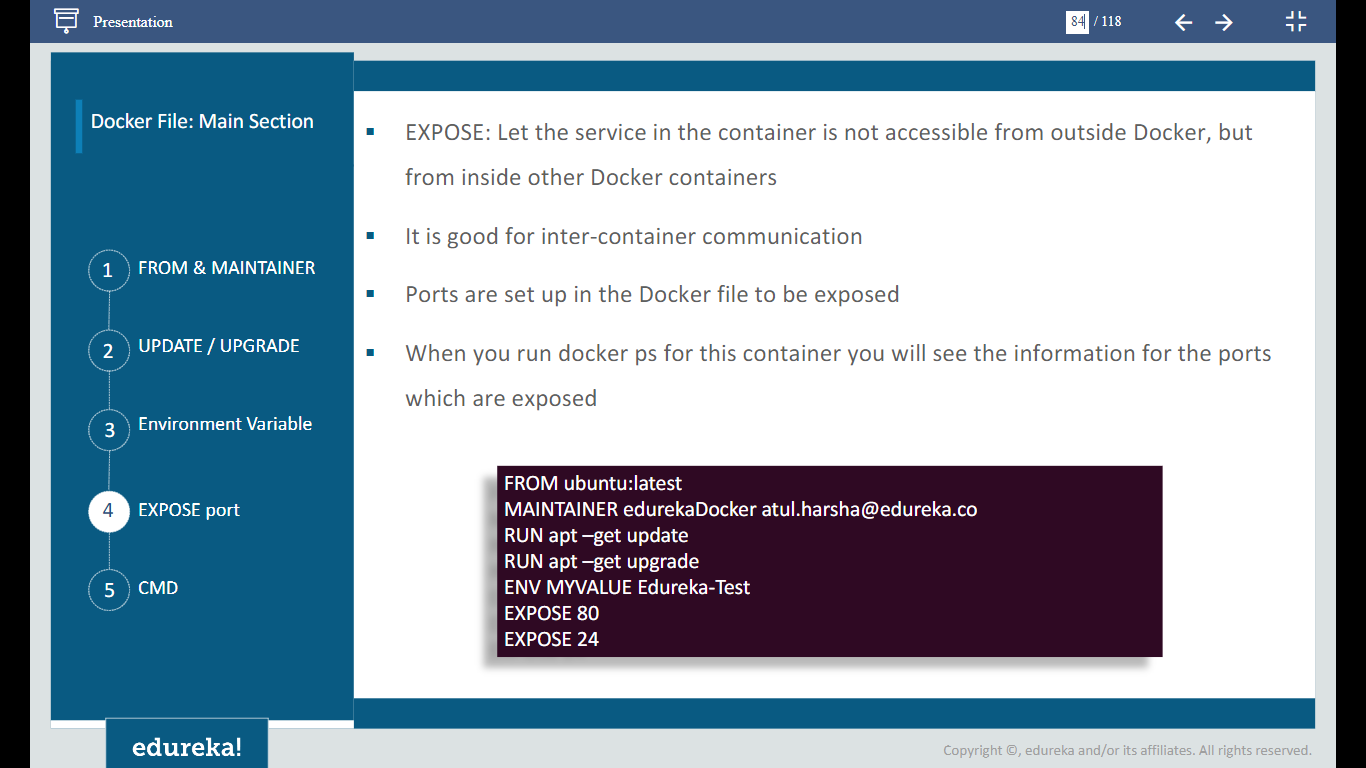 Presentation
84 / 118
Docker File: Main Section
1 FROM & MAINTAINER
2 UPDATE / UPGRADE
3 Environment Variable
4 EXPOSE port
5 CMD
EXPOSE: Let the service in the container is not accessible from outside Docker, but
from inside other Docker containers
It is good for inter-container communication
Ports are set up in the Docker file to be exposed
When you run docker ps for this container you will see the information for the ports
which are exposed
FROM ubuntu:latest
MAINTAINER edurekaDocker atul.harsha@edureka.co
RUN apt –get update
RUN apt –get upgrade
ENV MYVALUE Edureka-Test
EXPOSE 80
EXPOSE 24
edureka!
Copyright ©, edureka and/or its affiliates. All rights reserved.